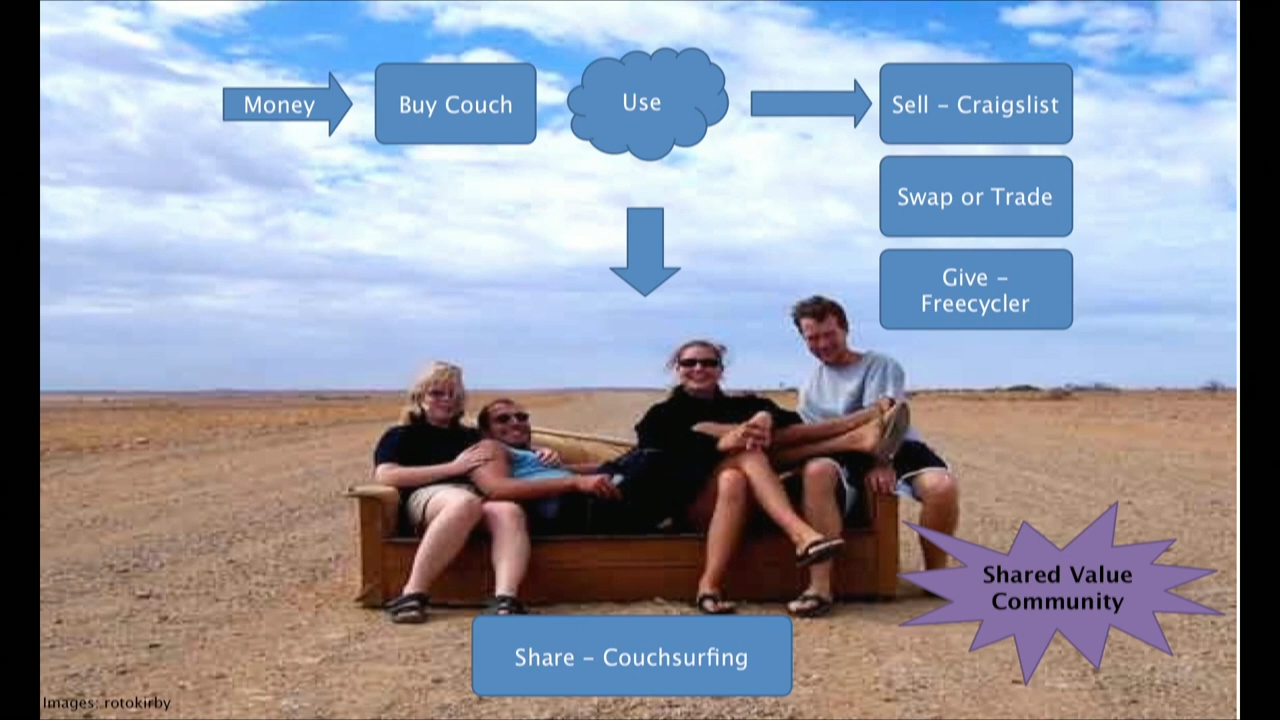 Money
Buy Couch
Use
Sell – Craigslist
Swap or Trade
Give –
Freecycler
Shared Value
Community
Share – Couchsurfing
Images: rotokirby